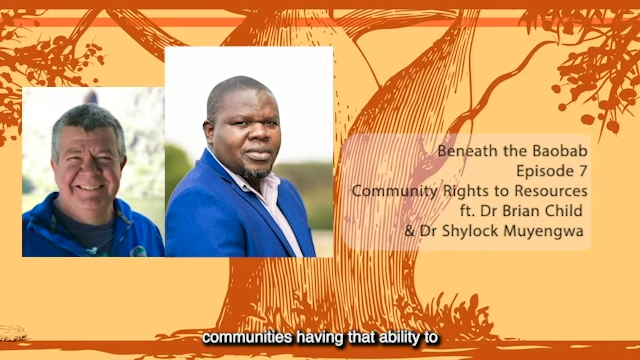 Beneath the Baobab
Episode 7
Community Rights to Resources
ft. Dr Brian Child
& Dr Shylock Muyengwa
communities having that ability to